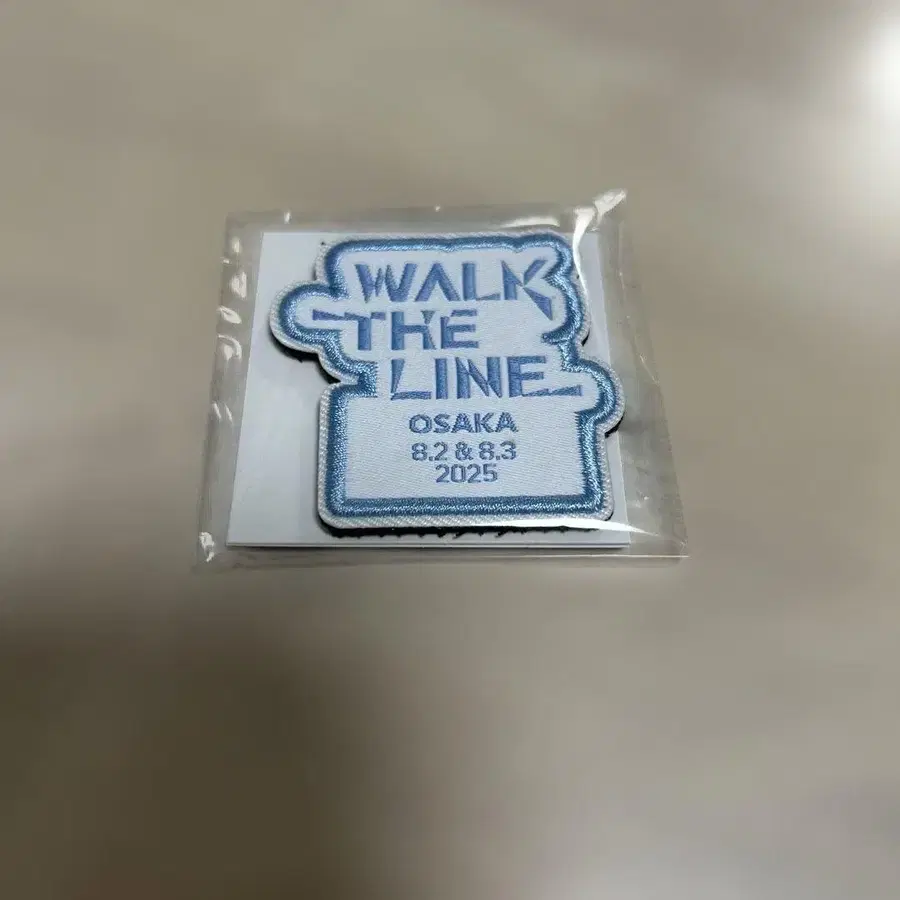 WALK
THE
LINE
OSAKA
8.2 & 8.3
2025